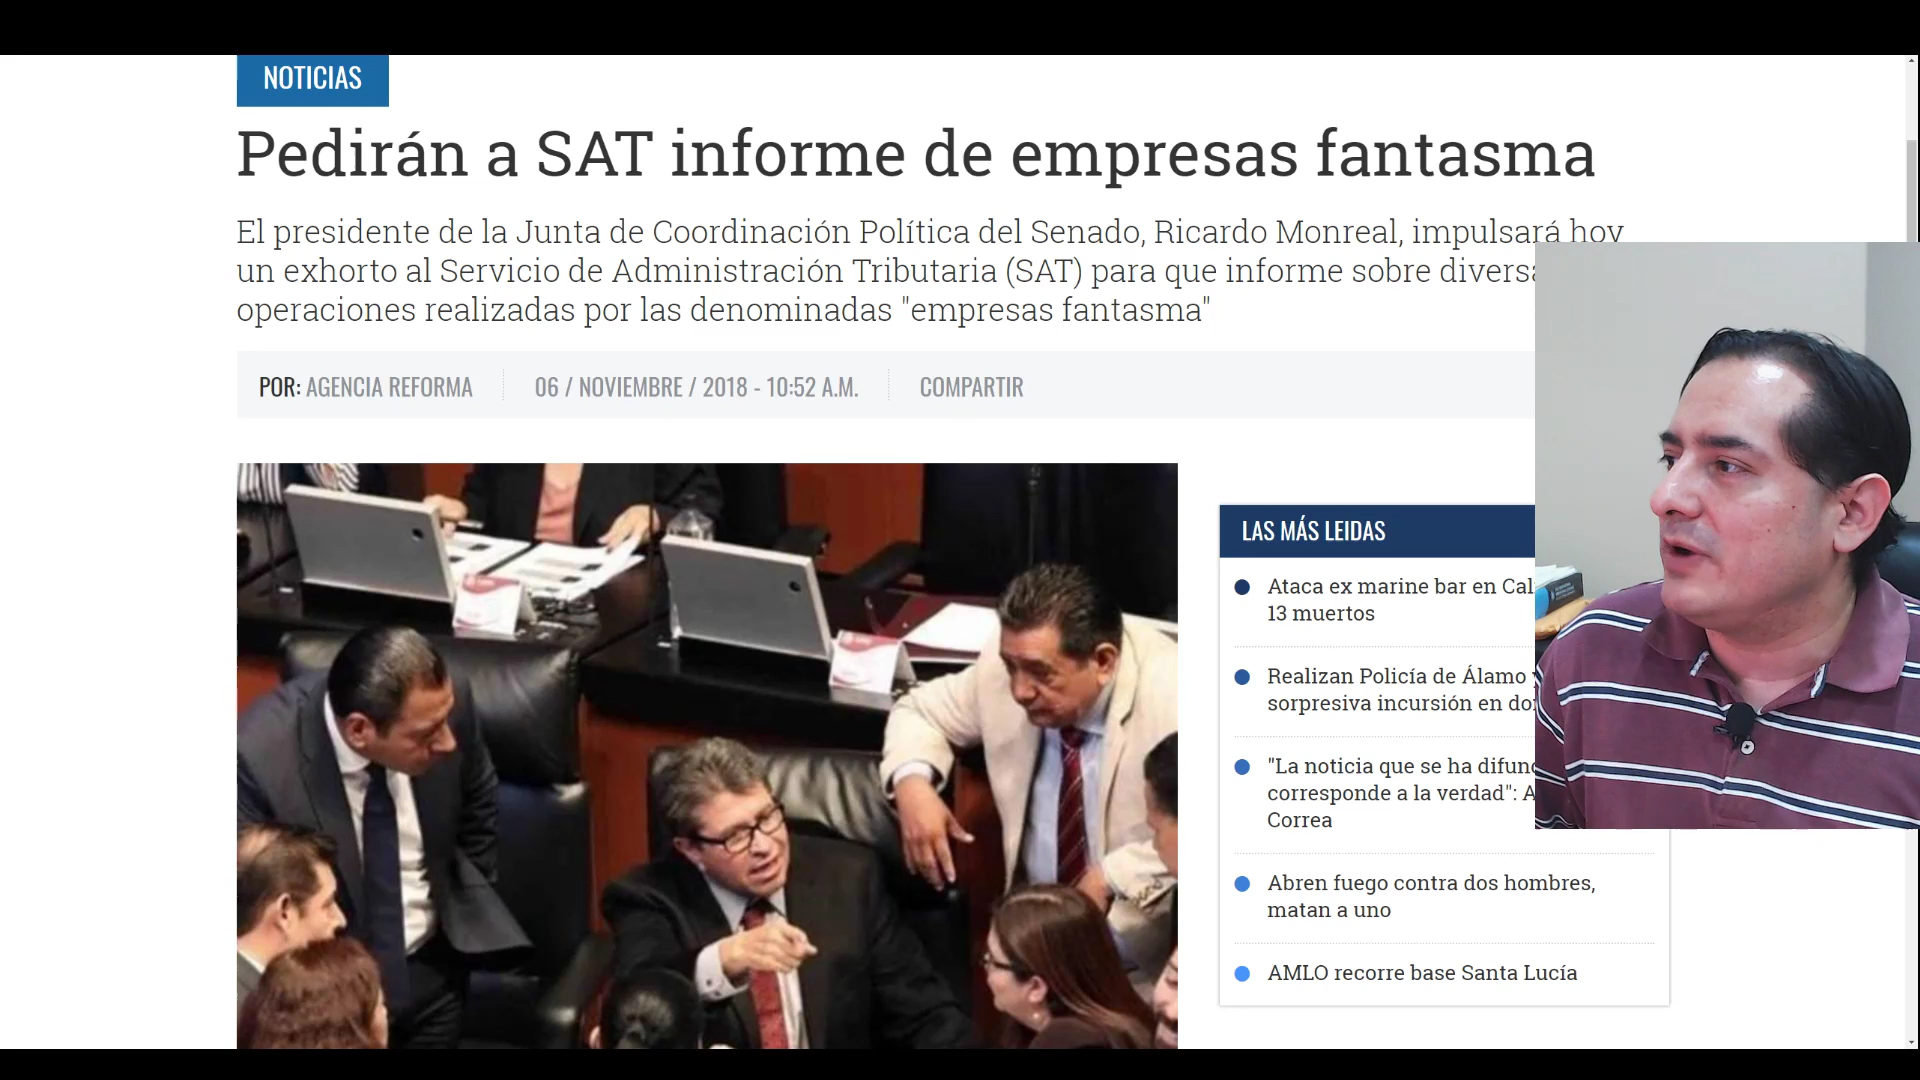 NOTICIAS
Pedirán a SAT informe de empresas fantasma
El presidente de la Junta de Coordinación Política del Senado, Ricardo Monreal, impulsará hoy
un exhorto al Servicio de Administración Tributaria (SAT) para que informe sobre
operaciones realizadas por las denominadas "empresas fantasma"
POR: AGENCIA REFORMA
06 / NOVIEMBRE / 2018 - 10:52 A.M.
COMPARTIR
LAS MÁS LEIDAS
Ataca ex marine bar en
13 muertos
Realizan Policía de Álamo
sorpresiva incursión en
"La noticia que se ha
corresponde a la verdad":
Correa
Abren fuego contra dos hombres,
matan a uno
AMLO recorre base Santa Lucía